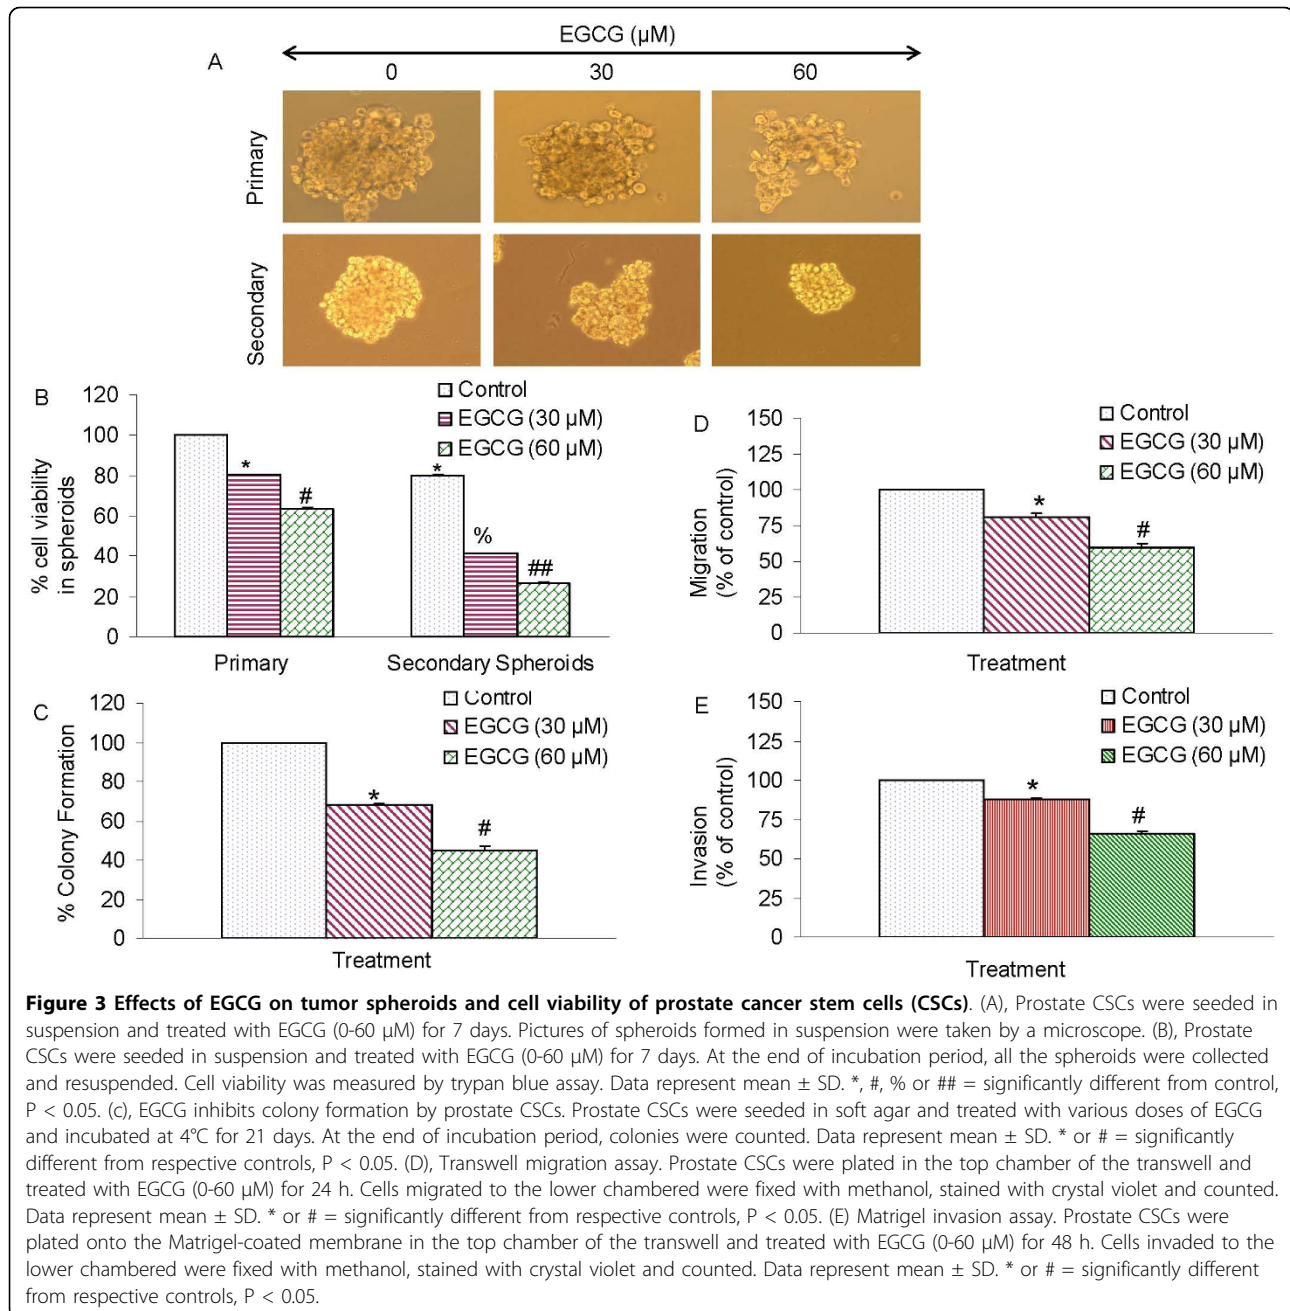 EGCG (µM)
A
0 30 60
Primary
Secondary
B
120
100
80
60
40
20
0
% cell viability
in spheroids
Control
EGCG (30 µM)
EGCG (60 µM)
*
#
*
%
##
Primary
Secondary Spheroids
D
150
125
100
75
50
25
0
Migration
(% of control)
Control
EGCG (30 µM)
EGCG (60 µM)
*
#
Treatment
C
120
100
80
60
40
20
0
% Colony Formation
Control
EGCG (30 µM)
EGCG (60 µM)
*
#
Treatment
E
150
125
100
75
50
25
0
Invasion
(% of control)
Control
EGCG (30 µM)
EGCG (60 µM)
*
#
Treatment
Figure 3 Effects of EGCG on tumor spheroids and cell viability of prostate cancer stem cells (CSCs). (A), Prostate CSCs were seeded in
suspension and treated with EGCG (0-60 µM) for 7 days. Pictures of spheroids formed in suspension were taken by a microscope. (B), Prostate
CSCs were seeded in suspension and treated with EGCG (0-60 µM) for 7 days. At the end of incubation period, all the spheroids were collected
and resuspended. Cell viability was measured by trypan blue assay. Data represent mean ± SD. *, #, % or ## = significantly different from control,
P < 0.05. (c), EGCG inhibits colony formation by prostate CSCs. Prostate CSCs were seeded in soft agar and treated with various doses of EGCG
and incubated at 4°C for 21 days. At the end of incubation period, colonies were counted. Data represent mean ± SD. * or # = significantly
different from respective controls, P < 0.05. (D), Transwell migration assay. Prostate CSCs were plated in the top chamber of the transwell and
treated with EGCG (0-60 µM) for 24 h. Cells migrated to the lower chambered were fixed with methanol, stained with crystal violet and counted.
Data represent mean ± SD. * or # = significantly different from respective controls, P < 0.05. (E) Matrigel invasion assay. Prostate CSCs were
plated onto the Matrigel-coated membrane in the top chamber of the transwell and treated with EGCG (0-60 µM) for 48 h. Cells invaded to the
lower chambered were fixed with methanol, stained with crystal violet and counted. Data represent mean ± SD. * or # = significantly different
from respective controls, P < 0.05.